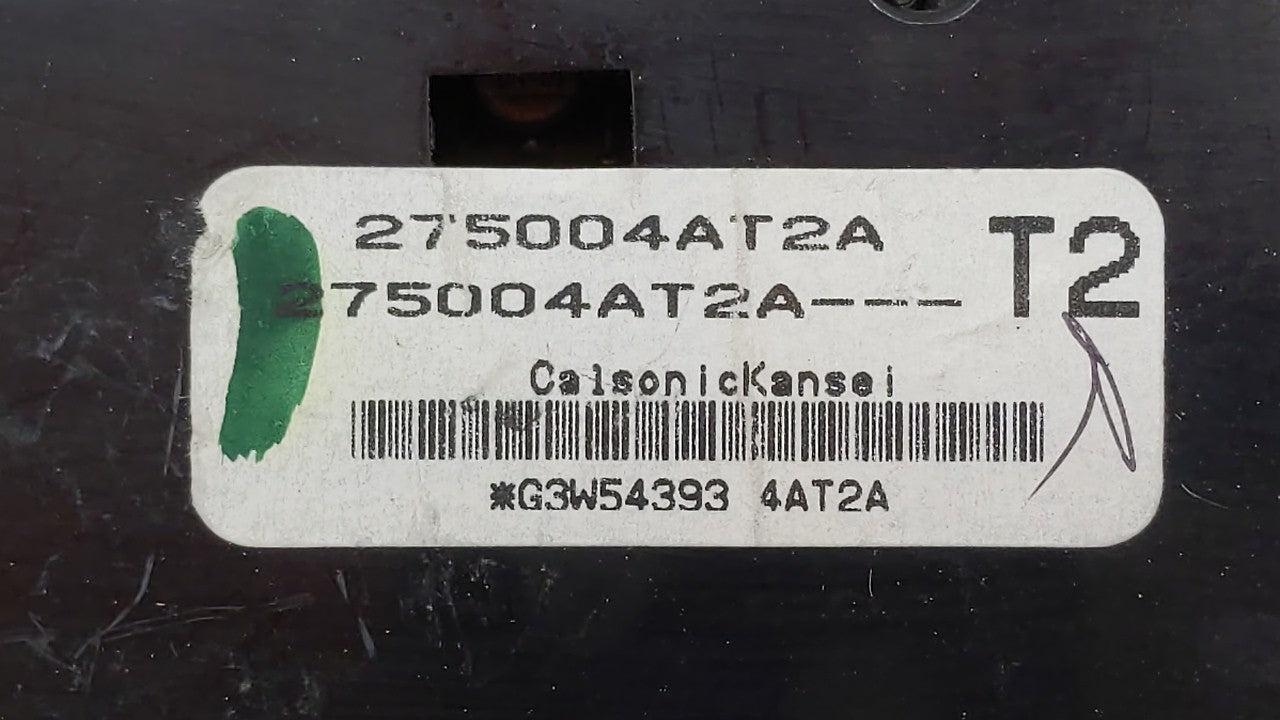 275004AT2A
T2
275004AT2A---
CalsonicKansei
*G3W54393 4AT2A